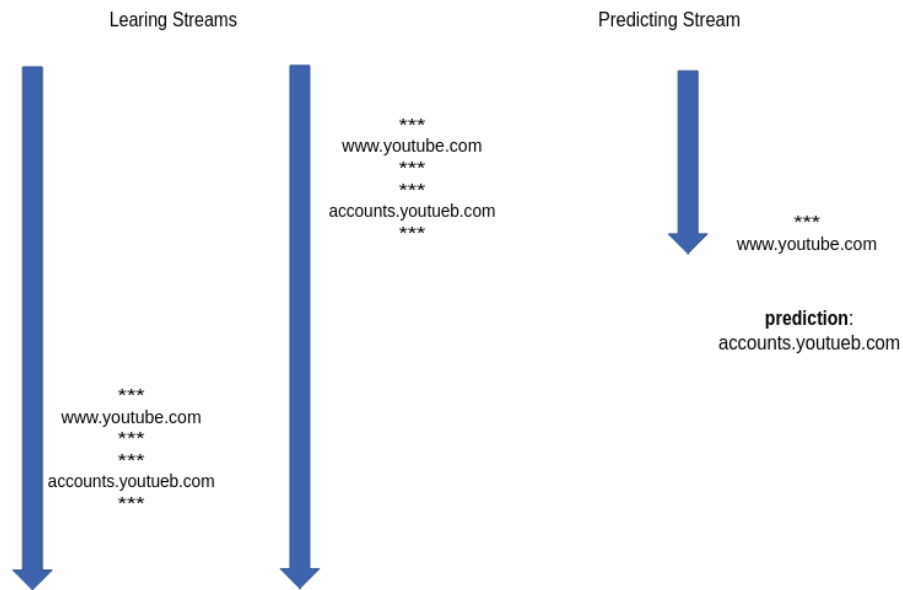 Learing Streams
Predicting Stream
***
www.youtube.com
***
***
accounts.youtueb.com
***
***
www.youtube.com
***
***
accounts.youtueb.com
***
***
www.youtube.com
prediction:
accounts.youtueb.com